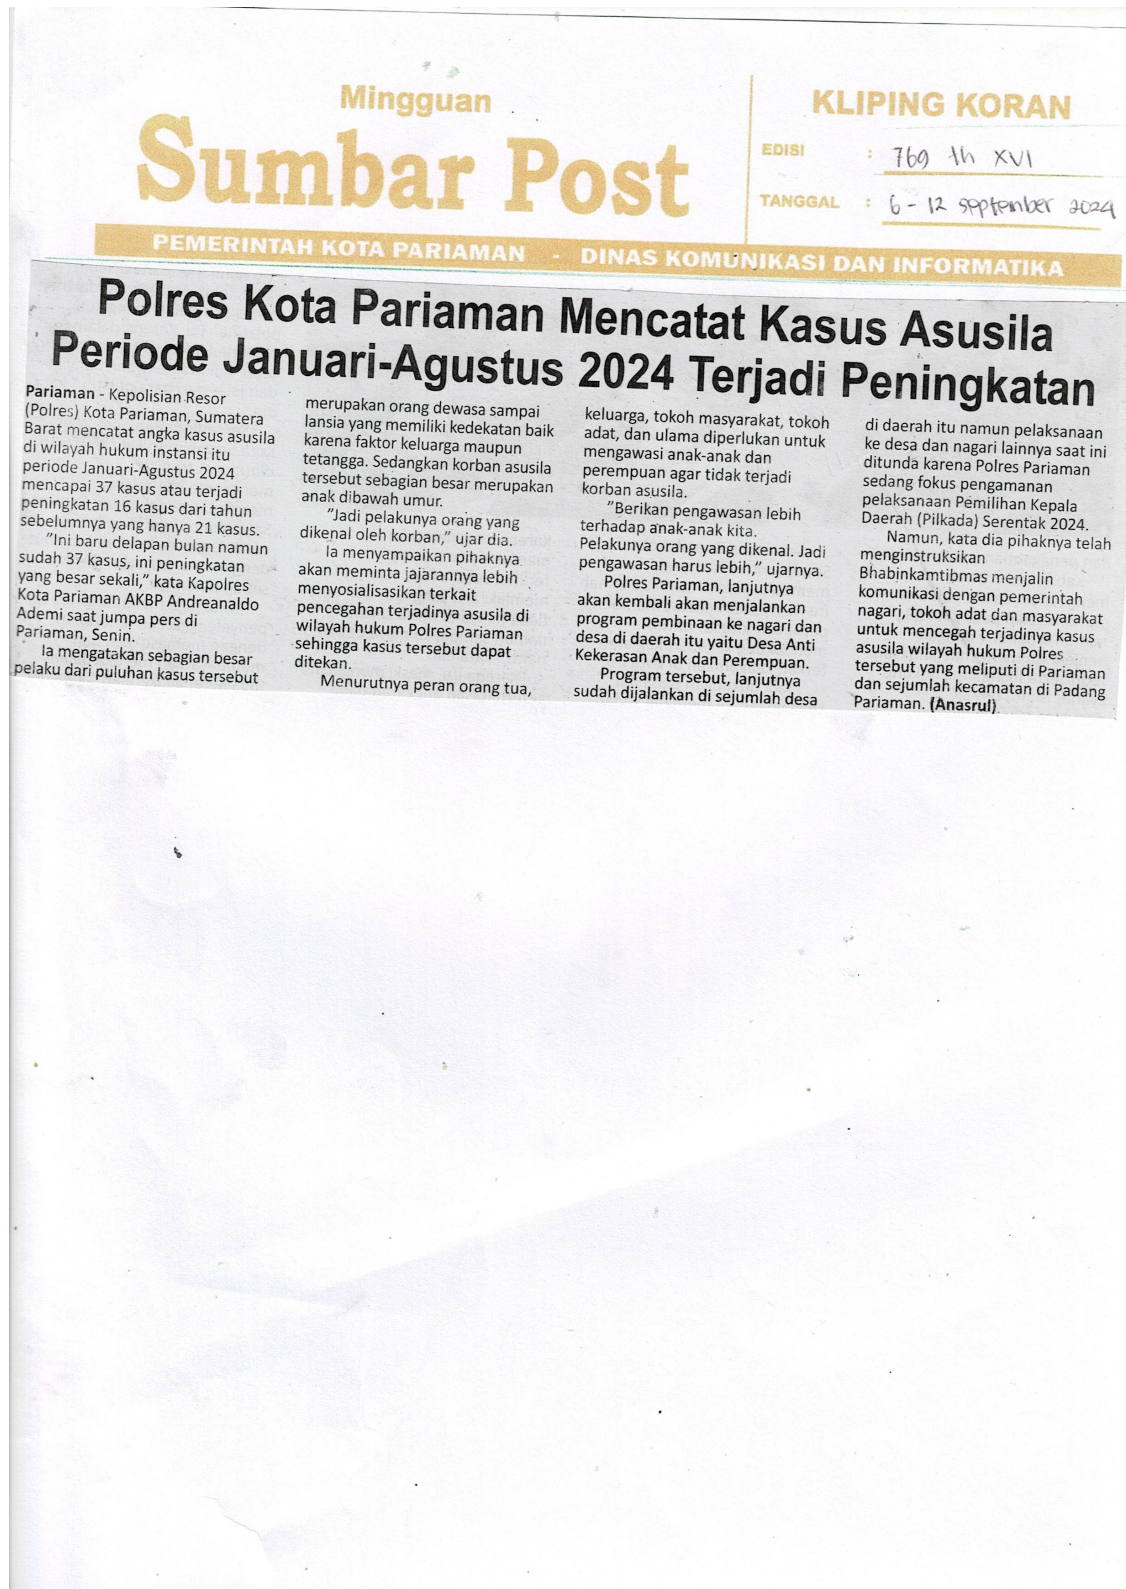 Mingguan
Sumbar Post
KLIPING KORAN
EDISI : 769 th XVI
TANGGAL : 6 - 12 september 2024
PEMERINTAH KOTA PARIAMAN - DINAS KOMUNIKASI DAN INFORMATIKA
Polres Kota Pariaman Mencatat Kasus Asusila
Periode Januari-Agustus 2024 Terjadi Peningkatan
Pariaman - Kepolisian Resor
(Polres) Kota Pariaman, Sumatera
Barat mencatat angka kasus asusila
di wilayah hukum instansi itu
periode Januari-Agustus 2024
mencapai 37 kasus atau terjadi
peningkatan 16 kasus dari tahun
sebelumnya yang hanya 21 kasus.
"Ini baru delapan bulan namun
sudah 37 kasus, ini peningkatan
yang besar sekali," kata Kapolres
Kota Pariaman AKBP Andreanaldo
Ademi saat jumpa pers di
Pariaman, Senin.
Ia mengatakan sebagian besar
pelaku dari puluhan kasus tersebut
merupakan orang dewasa sampai
lansia yang memiliki kedekatan baik
karena faktor keluarga maupun
tetangga. Sedangkan korban asusila
tersebut sebagian besar merupakan
anak dibawah umur.
"Jadi pelakunya orang yang
dikenal oleh korban," ujar dia.
Ia menyampaikan pihaknya
akan meminta jajarannya lebih
menyosialisasikan terkait
pencegahan terjadinya asusila di
wilayah hukum Polres Pariaman
sehingga kasus tersebut dapat
ditekan.
Menurutnya peran orang tua,
keluarga, tokoh masyarakat, tokoh
adat, dan ulama diperlukan untuk
mengawasi anak-anak dan
perempuan agar tidak terjadi
korban asusila.
"Berikan pengawasan lebih
terhadap anak-anak kita.
Pelakunya orang yang dikenal. Jadi
pengawasan harus lebih," ujarnya.
Polres Pariaman, lanjutnya
akan kembali akan menjalankan
program pembinaan ke nagari dan
desa di daerah itu yaitu Desa Anti
Kekerasan Anak dan Perempuan.
Program tersebut, lanjutnya
sudah dijalankan di sejumlah desa
di daerah itu namun pelaksanaan
ke desa dan nagari lainnya saat ini
ditunda karena Polres Pariaman
sedang fokus pengamanan
pelaksanaan Pemilihan Kepala
Daerah (Pilkada) Serentak 2024.
Namun, kata dia pihaknya telah
menginstruksikan
Bhabinkamtibmas menjalin
komunikasi dengan pemerintah
nagari, tokoh adat dan masyarakat
untuk mencegah terjadinya kasus
asusila wilayah hukum Polres
tersebut yang meliputi di Pariaman
dan sejumlah kecamatan di Padang
Pariaman. (Anasrul)